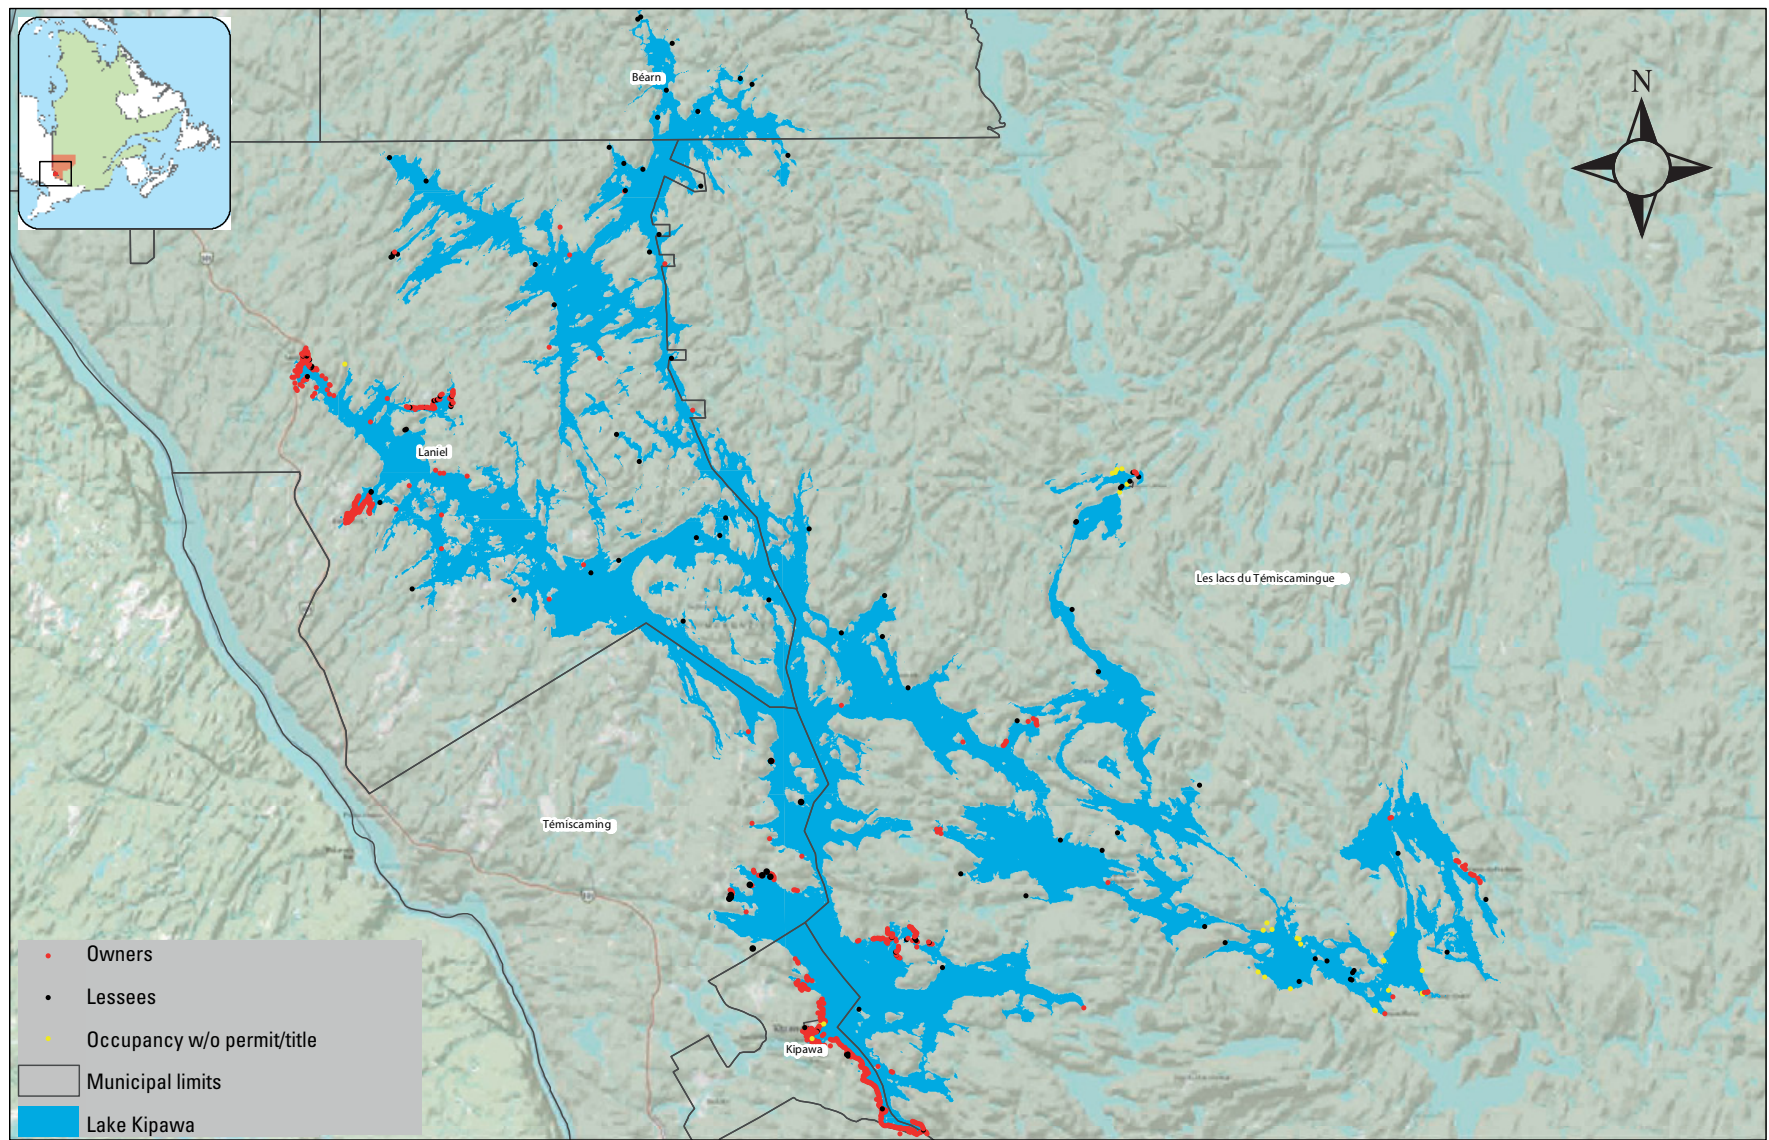 Béarn
N
Laniel
Les lacs du Témiscamingue
Témiscaming
Kipawa
Owners
Lessees
Occupancy w/o permit/title
Municipal limits
Lake Kipawa